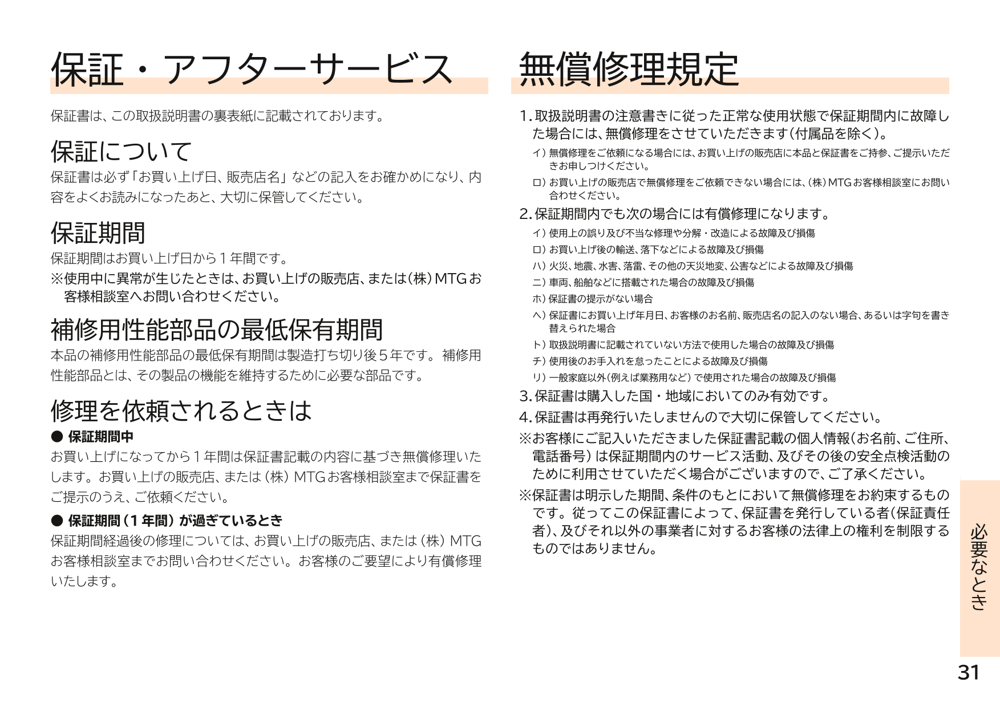 保証・アフターサービス
保証書は、この取扱説明書の裏表紙に記載されております。
保証について
保証書は必ず「お買い上げ日、販売店名」などの記入をお確かめになり、内
容をよくお読みになったあと、大切に保管してください。
保証期間
保証期間はお買い上げ日から1年間です。
※使用中に異常が生じたときは、お買い上げの販売店、または(株)MTGお
客様相談室へお問い合わせください。
補修用性能部品の最低保有期間
本品の補修用性能部品の最低保有期間は製造打ち切り後5年です。補修用
性能部品とは、その製品の機能を維持するために必要な部品です。
修理を依頼されるときは
● 保証期間中
お買い上げになってから1年間は保証書記載の内容に基づき無償修理いた
します。お買い上げの販売店、または(株)MTGお客様相談室まで保証書を
ご提示のうえ、ご依頼ください。
● 保証期間(1年間)が過ぎているとき
保証期間経過後の修理については、お買い上げの販売店、または(株)MTG
お客様相談室までお問い合わせください。お客様のご要望により有償修理
いたします。
無償修理規定
1.取扱説明書の注意書きに従った正常な使用状態で保証期間内に故障し
た場合には、無償修理をさせていただきます(付属品を除く)。
イ)無償修理をご依頼になる場合には、お買い上げの販売店に本品と保証書をご持参、ご提示いただ
きお申しつけください。
ロ)お買い上げの販売店で無償修理をご依頼できない場合には、(株)MTGお客様相談室にお問い
合わせください。
2.保証期間内でも次の場合には有償修理になります。
イ)使用上の誤り及び不当な修理や分解・改造による故障及び損傷
ロ)お買い上げ後の輸送、落下などによる故障及び損傷
ハ)火災、地震、水害、落雷、その他の天災地変、公害などによる故障及び損傷
ニ)車両、船舶などに搭載された場合の故障及び損傷
ホ)保証書の提示がない場合
ヘ)保証書にお買い上げ年月日、お客様のお名前、販売店名の記入のない場合、あるいは字句を書き
替えられた場合
ト)取扱説明書に記載されていない方法で使用した場合の故障及び損傷
チ)使用後のお手入れを怠ったことによる故障及び損傷
リ)一般家庭以外(例えば業務用など)で使用された場合の故障及び損傷
3.保証書は購入した国・地域においてのみ有効です。
4.保証書は再発行いたしませんので大切に保管してください。
※お客様にご記入いただきました保証書記載の個人情報(お名前、ご住所、
電話番号)は保証期間内のサービス活動、及びその後の安全点検活動の
ために利用させていただく場合がございますので、ご了承ください。
※保証書は明示した期間、条件のもとにおいて無償修理をお約束するもの
です。従ってこの保証書によって、保証書を発行している者(保証責任
者)、及びそれ以外の事業者に対するお客様の法律上の権利を制限する
ものではありません。
必要なとき
31